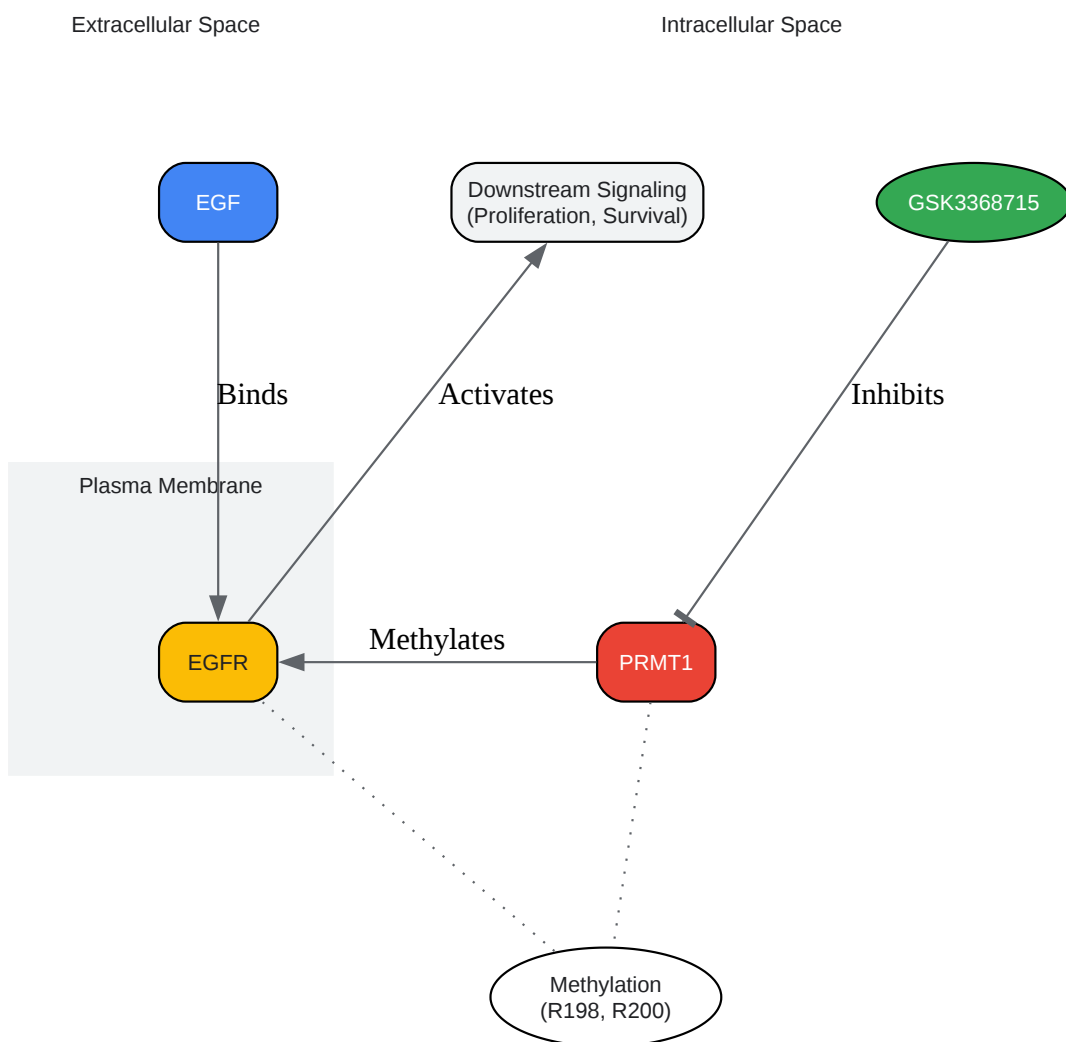 Extracellular Space
Intracellular Space
EGF
Downstream Signaling
(Proliferation, Survival)
GSK3368715
Binds
Activates
Inhibits
Plasma Membrane
Methylates
EGFR
PRMT1
Methylation
(R198, R200)